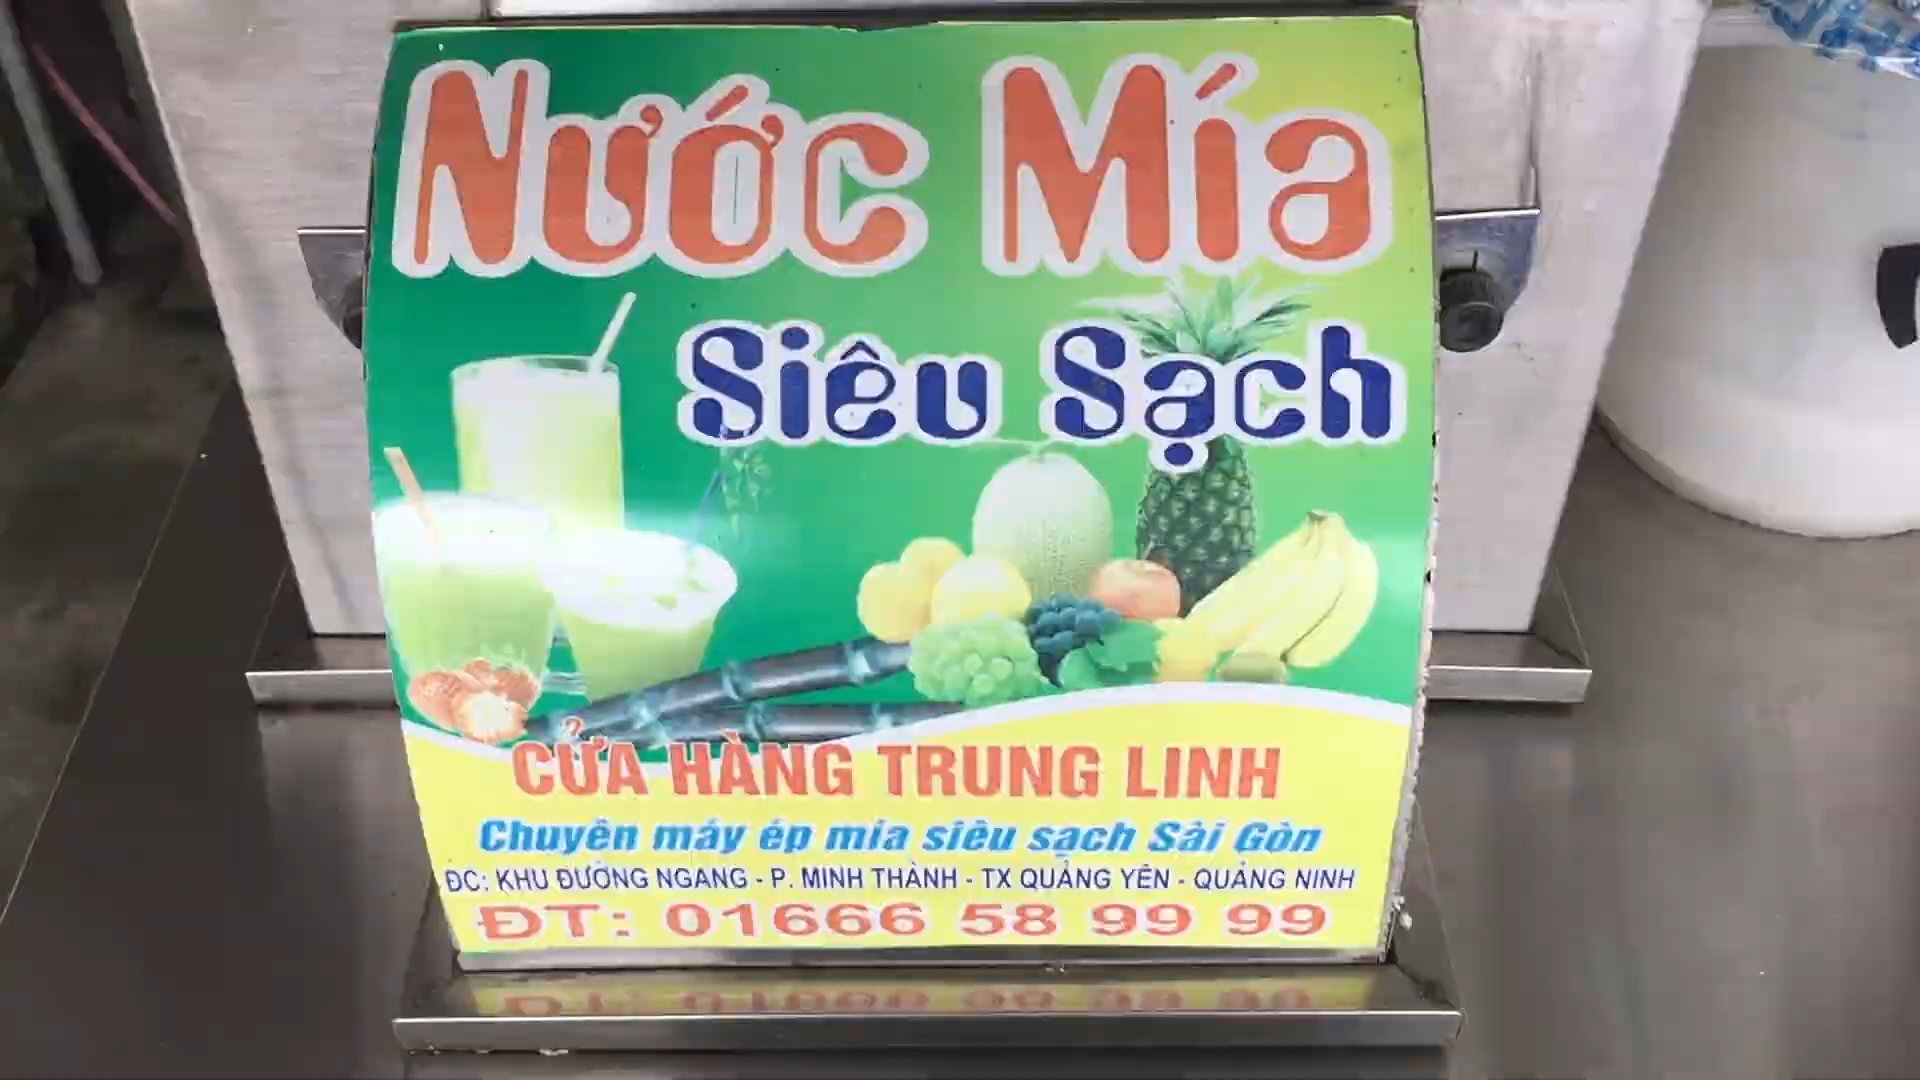 Nước Mía
Siêu Sạch
CỬA HÀNG TRUNG LINH
Chuyên máy ép mía siêu sạch Sài Gòn
ĐC: KHU ĐƯỜNG NGANG - P. MINH THÀNH - TX QUẢNG YÊN - QUẢNG NINH
ĐT: 01666 58 99 99